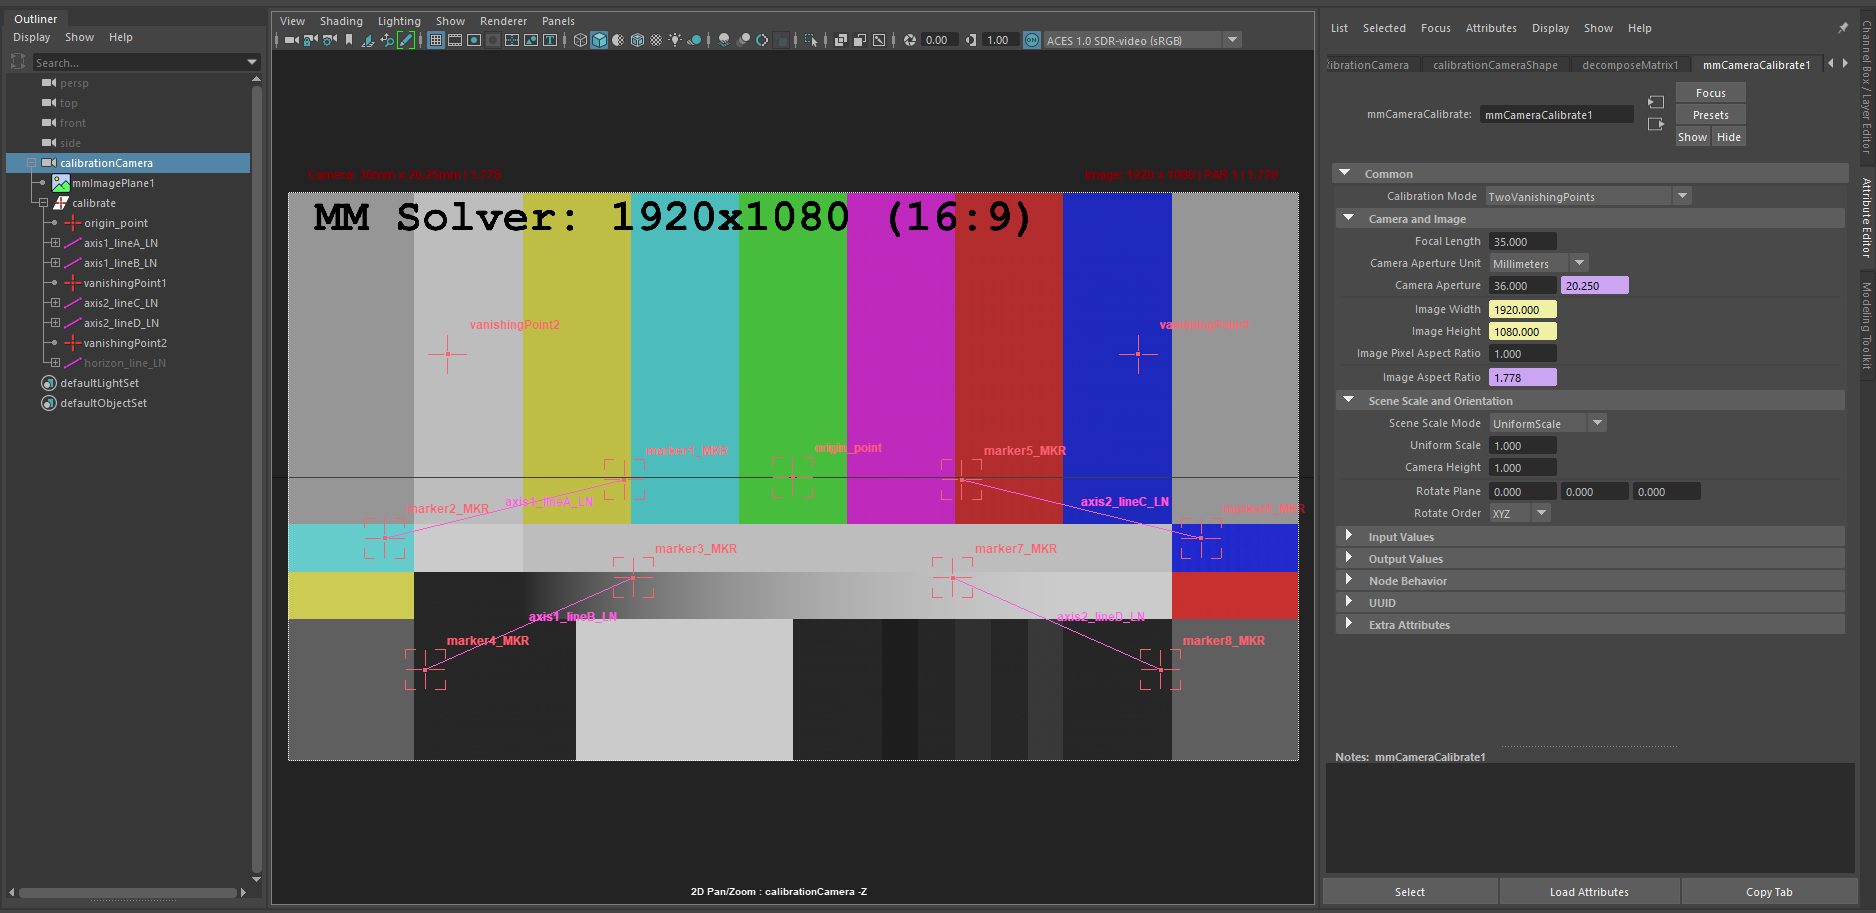 Outliner
Display Show Help
Search...
persp
top
front
side
calibrationCamera
mmImagePlane1
calibrate
origin_point
axis1_lineA_LN
axis1_lineB_LN
vanishingPoint1
axis2_lineC_LN
axis2_lineD_LN
vanishingPoint2
horizon_line_LN
defaultLightSet
defaultObjectSet
View Shading Lighting Show Renderer Panels
0.00 1.00 ON ACES 1.0 SDR-video (sRGB)
Camera: 36mm x 20.25mm | 1.778
Image: 1920 x 1080 | PAR 1 | 1.778
MM Solver: 1920x1080 (16:9)
vanishingPoint2
vanishingPoint1
marker1_MKR
origin_point
marker5_MKR
axis1_lineA_LN
axis2_lineC_LN
marker2_MKR
marker6_MKR
marker3_MKR
marker7_MKR
axis1_lineB_LN
axis2_lineD_LN
marker4_MKR
marker8_MKR
2D Pan/Zoom : calibrationCamera -Z
List Selected Focus Attributes Display Show Help
librationCamera calibrationCameraShape decomposeMatrix1 mmCameraCalibrate1
Focus
mmCameraCalibrate: mmCameraCalibrate1
Presets
Show Hide
Common
Calibration Mode TwoVanishingPoints
Camera and Image
Focal Length 35.000
Camera Aperture Unit Millimeters
Camera Aperture 36.000 20.250
Image Width 1920.000
Image Height 1080.000
Image Pixel Aspect Ratio 1.000
Image Aspect Ratio 1.778
Scene Scale and Orientation
Scene Scale Mode UniformScale
Uniform Scale 1.000
Camera Height 1.000
Rotate Plane 0.000 0.000 0.000
Rotate Order XYZ
Input Values
Output Values
Node Behavior
UUID
Extra Attributes
Notes: mmCameraCalibrate1
Select Load Attributes Copy Tab
Channel Box / Layer Editor
Attribute Editor
Modeling Toolkit